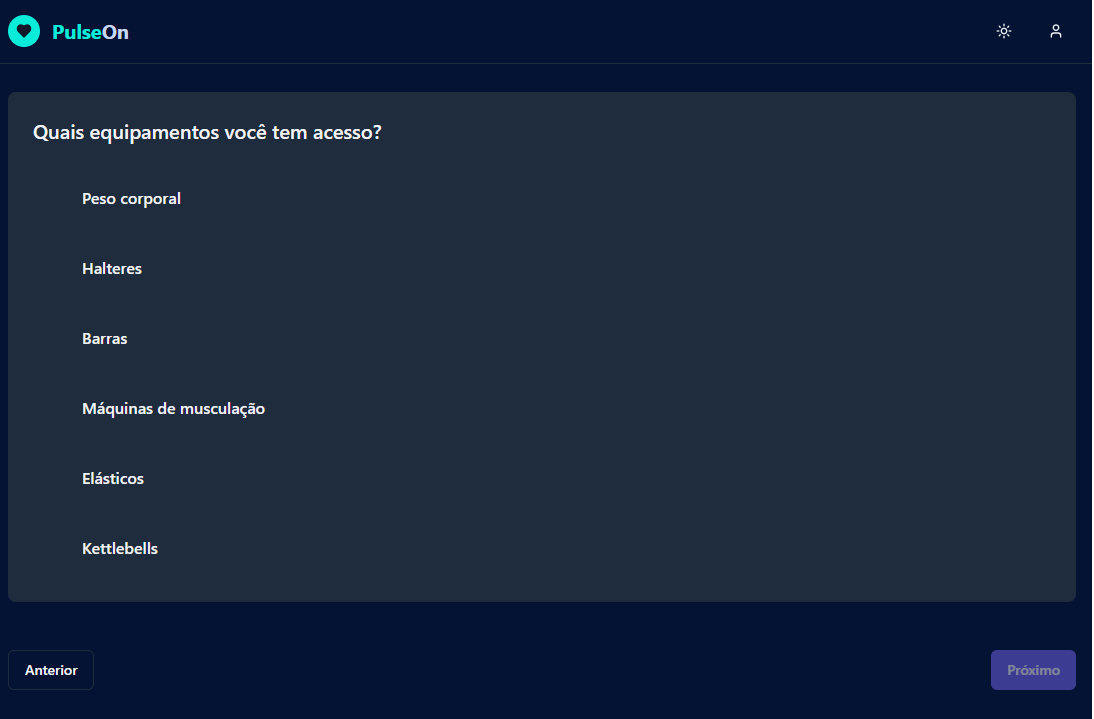 PulseOn
Quais equipamentos você tem acesso?
Peso corporal
Halteres
Barras
Máquinas de musculação
Elásticos
Kettlebells
Anterior
Próximo